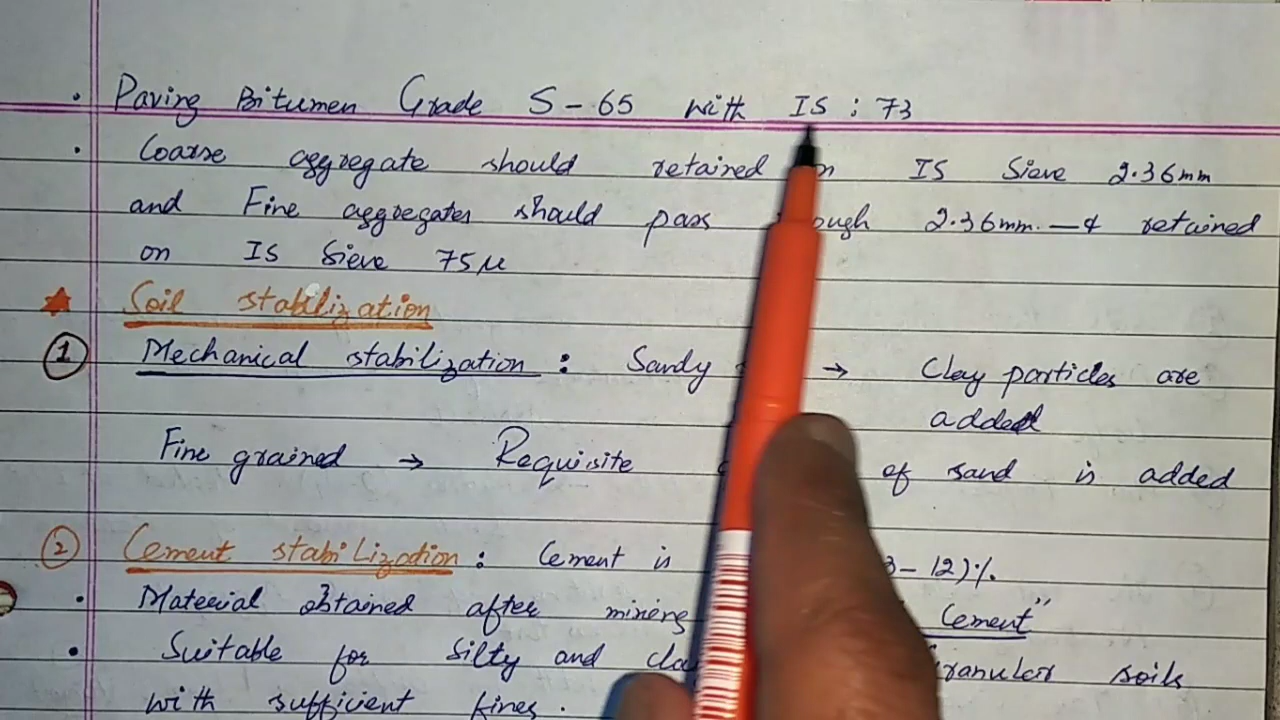 • Paving Bitumen Grade S-65 with IS : 73
• Coarse aggregate should retained IS Sieve 2.36mm
and Fine aggregates should pass 2.36mm. — & retained
on IS Sieve 75μ
★ Soil stabilization
① Mechanical stabilization : Sandy → Clay particles are
added
Fine grained → Requisite of sand is added
② Cement stabilization : Cement is 3-12)%
• Material obtained after mixing Cement"
• Suitable for Silty and soils
with sufficient fines.